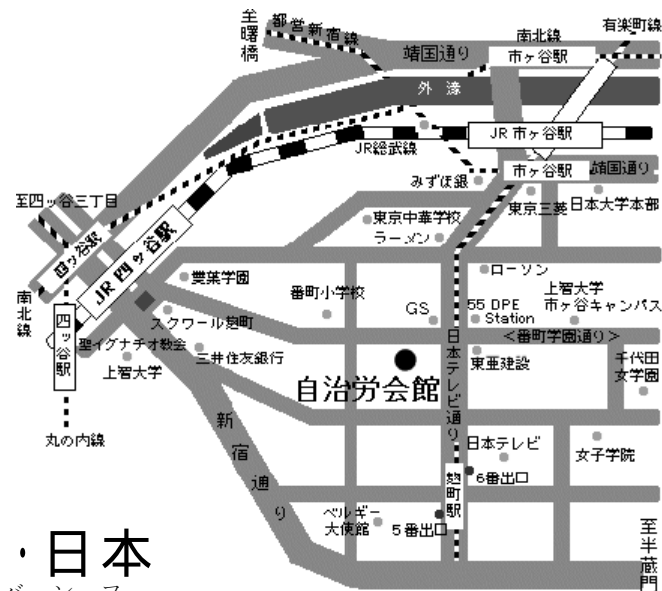 至曙橋
都営新宿線
靖国通り
南北線
市ヶ谷駅
有楽町線
外濠
JR 市ヶ谷駅
JR総武線
市ヶ谷駅
靖国通り
みずほ銀
東京三菱
日本大学本部
至四ッ谷三丁目
四ッ谷駅
JR 四ヶ谷駅
東京中華学校
ラーメン
南北線
四ッ谷駅
雙葉学園
番町小学校
ローソン
上智大学
市ヶ谷キャンパス
スクワール麹町
GS
55 DPE
Station
聖イグナチオ教会
三井住友銀行
上智大学
日本テレビ通り
<番町学園通り>
東亜建設
千代田
女学園
自治労会館
丸の内線
新宿通り
日本テレビ
女子学院
麹町駅
6番出口
ベルギー
大使館
5番出口
至半蔵門
・日本